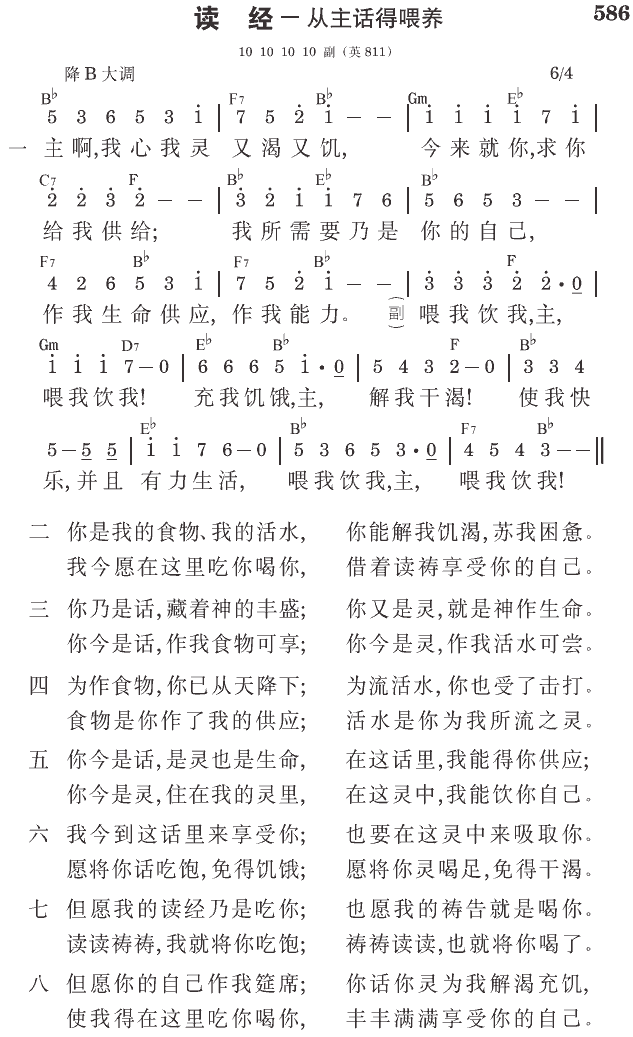 读 经 — 从主话得喂养 586
10 10 10 10 副（英811）
降B大调 6/4
B♭ F7 B♭ Gm E♭
5 3 6 5 3 i | 7 5 2̇ i - - | i i i i 7 i |
一 主啊,我心我灵 又渴又饥, 今来就你,求你
C7 F B♭ E♭ B♭
2̇ 2̇ 3̇ 2̇ - - | 3̇ 2̇ i i 7 6 | 5 6 5 3 - - |
给我供给; 我所需要乃是 你的自己,
F7 B♭ F7 B♭ F
4 2 6 5 3 i | 7 5 2̇ i - - | 3̇ 3̇ 3̇ 2̇ 2̇ · 0 |
作我生命供应, 作我能力。 (副) 喂我饮我,主,
Gm D7 E♭ B♭ F B♭
i i i 7 - 0 | 6 6 6 5 i · 0 | 5 4 3 2 - 0 | 3 3 4
喂我饮我! 充我饥饿,主, 解我干渴! 使我快
E♭ B♭ F7 B♭
5 - 5 5 | i i 7 6 - 0 | 5 3 6 5 3 · 0 | 4 5 4 3 - - ‖
乐, 并且 有力生活, 喂我饮我,主, 喂我饮我!
二 你是我的食物、我的活水, 你能解我饥渴, 苏我困惫。
我今愿在这里吃你喝你, 借着读祷享受你的自己。
三 你乃是话, 藏着神的丰盛; 你又是灵, 就是神作生命。
你今是话, 作我食物可享; 你今是灵, 作我活水可尝。
四 为作食物, 你已从天降下; 为流活水, 你也受了击打。
食物是你作了我的供应; 活水是你为我所流之灵。
五 你今是话, 是灵也是生命, 在这话里, 我能得你供应;
你今是灵, 住在我的灵里, 在这灵中, 我能饮你自己。
六 我今到这话里来享受你; 也要在这灵中来吸取你。
愿将你话吃饱, 免得饥饿; 愿将你灵喝足, 免得干渴。
七 但愿我的读经乃是吃你; 也愿我的祷告就是喝你。
读读祷祷, 我就将你吃饱; 祷祷读读, 也就将你喝了。
八 但愿你的自己作我筵席; 你话你灵为我解渴充饥,
使我得在这里吃你喝你, 丰丰满满享受你的自己。